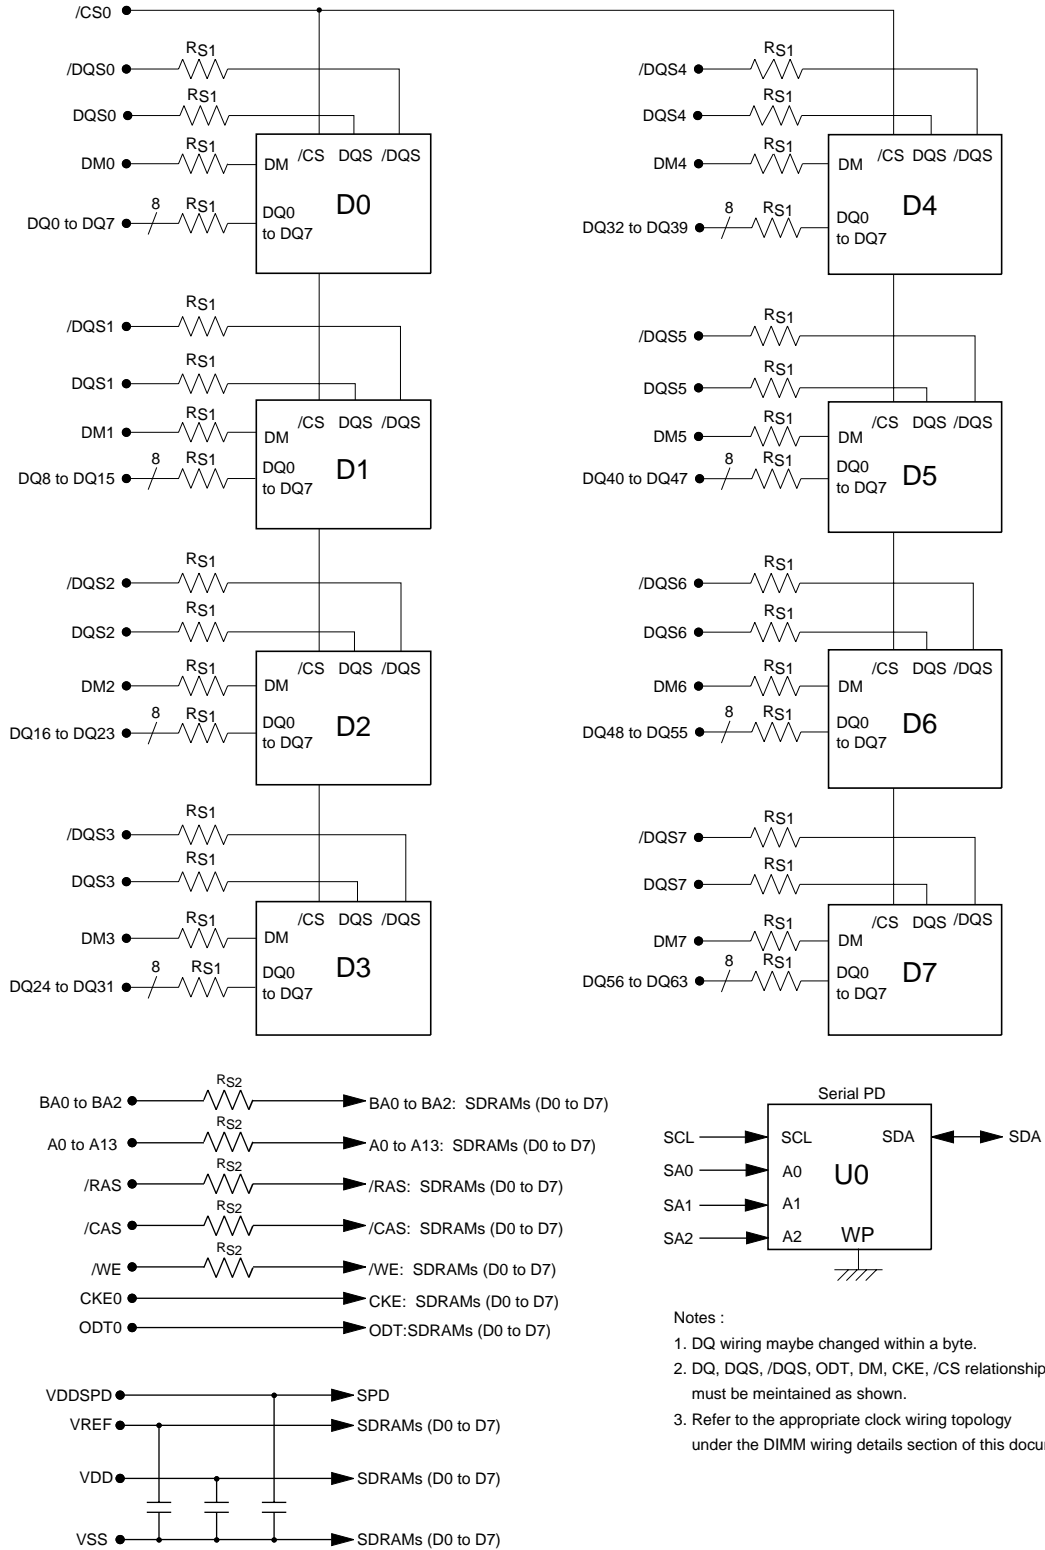 /CS0
RS1
/DQS0
RS1
DQS0
RS1
DM0
DM
/CS DQS /DQS
D0
8 RS1
DQ0 to DQ7
DQ0
to DQ7
RS1
/DQS1
RS1
DQS1
RS1
DM1
DM
/CS DQS /DQS
D1
8 RS1
DQ8 to DQ15
DQ0
to DQ7
RS1
/DQS2
RS1
DQS2
RS1
DM2
DM
/CS DQS /DQS
D2
8 RS1
DQ16 to DQ23
DQ0
to DQ7
RS1
/DQS3
RS1
DQS3
RS1
DM3
DM
/CS DQS /DQS
D3
8 RS1
DQ24 to DQ31
DQ0
to DQ7
RS1
/DQS4
RS1
DQS4
RS1
DM4
DM
/CS DQS /DQS
D4
8 RS1
DQ32 to DQ39
DQ0
to DQ7
RS1
/DQS5
RS1
DQS5
RS1
DM5
DM
/CS DQS /DQS
D5
8 RS1
DQ40 to DQ47
DQ0
to DQ7
RS1
/DQS6
RS1
DQS6
RS1
DM6
DM
/CS DQS /DQS
D6
8 RS1
DQ48 to DQ55
DQ0
to DQ7
RS1
/DQS7
RS1
DQS7
RS1
DM7
DM
/CS DQS /DQS
D7
8 RS1
DQ56 to DQ63
DQ0
to DQ7
RS2
BA0 to BA2 BA0 to BA2: SDRAMs (D0 to D7)
RS2
A0 to A13 A0 to A13: SDRAMs (D0 to D7)
RS2
/RAS /RAS: SDRAMs (D0 to D7)
RS2
/CAS /CAS: SDRAMs (D0 to D7)
RS2
/WE /WE: SDRAMs (D0 to D7)
CKE0 CKE: SDRAMs (D0 to D7)
ODT0 ODT:SDRAMs (D0 to D7)
VDDSPD SPD
VREF SDRAMs (D0 to D7)
VDD SDRAMs (D0 to D7)
VSS SDRAMs (D0 to D7)
Serial PD
SCL SCL SDA SDA
SA0 A0 U0
SA1 A1
SA2 A2 WP
Notes :
1. DQ wiring maybe changed within a byte.
2. DQ, DQS, /DQS, ODT, DM, CKE, /CS relationship
must be meintained as shown.
3. Refer to the appropriate clock wiring topology
under the DIMM wiring details section of this